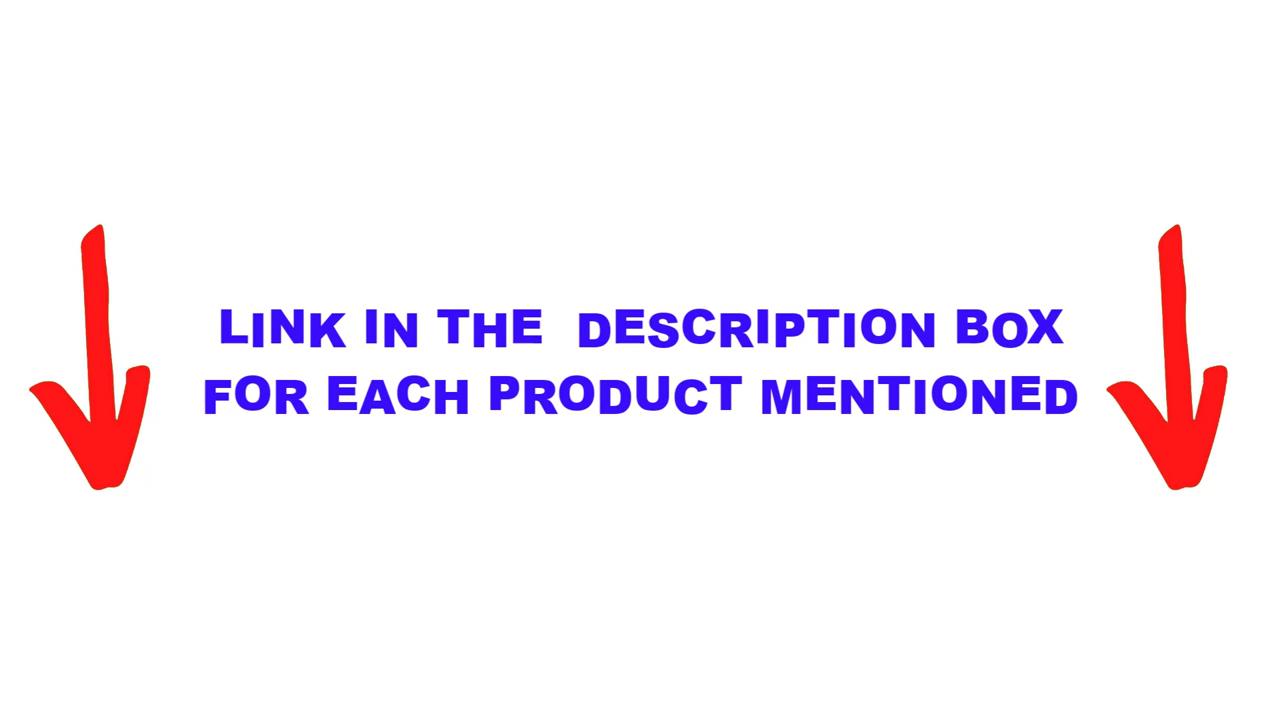 LINK IN THE DESCRIPTION BOX
FOR EACH PRODUCT MENTIONED